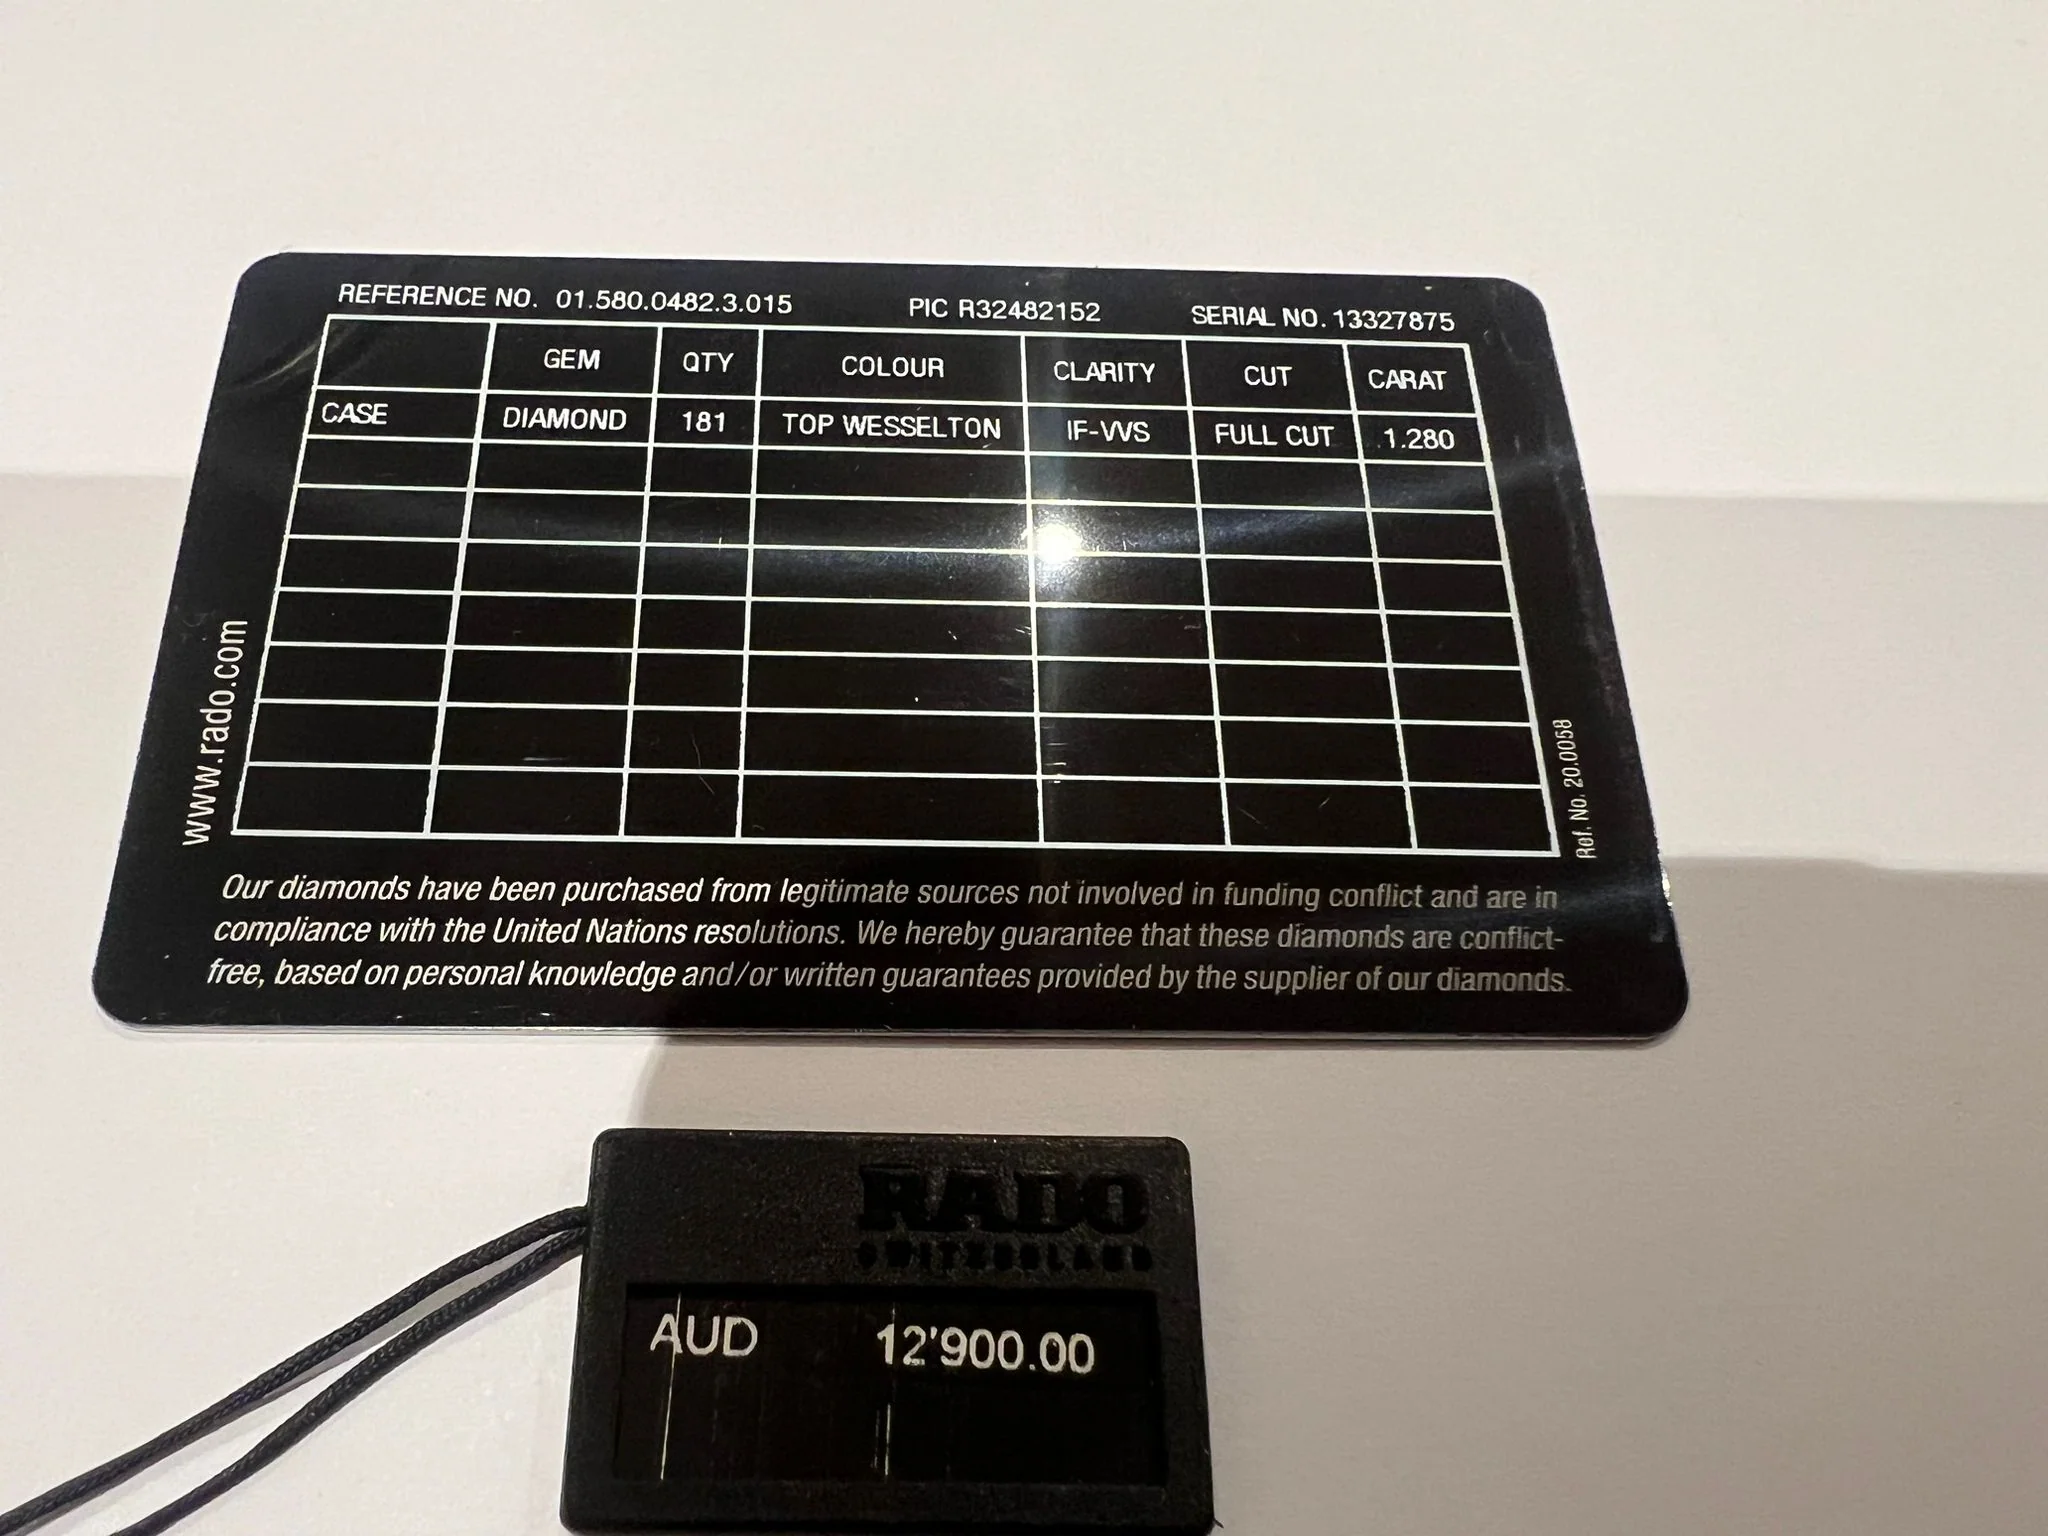 REFERENCE NO. 01.580.0482.3.015 PIC R32482152 SERIAL NO. 13327875
GEM QTY COLOUR CLARITY CUT CARAT
CASE DIAMOND 181 TOP WESSELTON IF-VVS FULL CUT 1.280
www.rado.com
Ref. No. 20.0058
Our diamonds have been purchased from legitimate sources not involved in funding conflict and are in
compliance with the United Nations resolutions. We hereby guarantee that these diamonds are conflict-
free, based on personal knowledge and/or written guarantees provided by the supplier of our diamonds.
RADO
SWITZERLAND
AUD 12'900.00